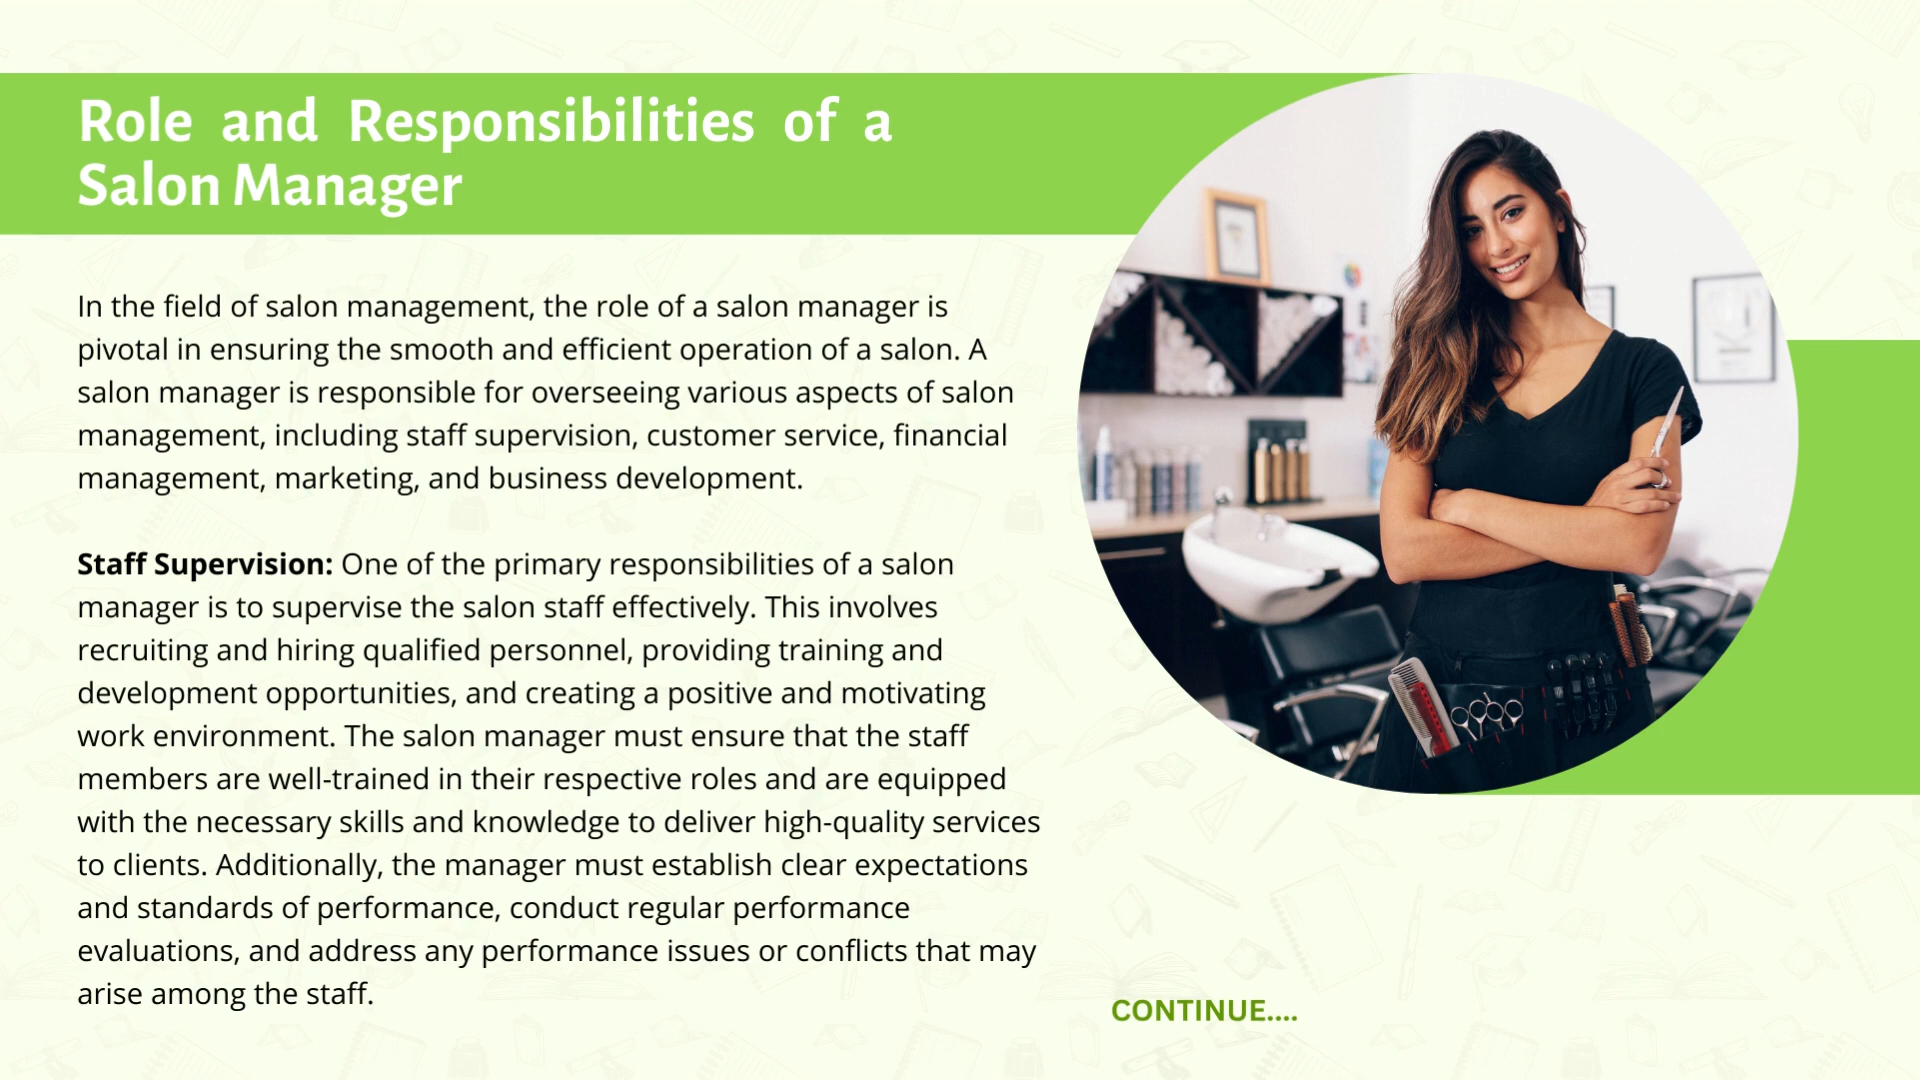 Role and Responsibilities of a
Salon Manager
In the field of salon management, the role of a salon manager is
pivotal in ensuring the smooth and efficient operation of a salon. A
salon manager is responsible for overseeing various aspects of salon
management, including staff supervision, customer service, financial
management, marketing, and business development.
Staff Supervision: One of the primary responsibilities of a salon
manager is to supervise the salon staff effectively. This involves
recruiting and hiring qualified personnel, providing training and
development opportunities, and creating a positive and motivating
work environment. The salon manager must ensure that the staff
members are well-trained in their respective roles and are equipped
with the necessary skills and knowledge to deliver high-quality services
to clients. Additionally, the manager must establish clear expectations
and standards of performance, conduct regular performance
evaluations, and address any performance issues or conflicts that may
arise among the staff.
CONTINUE....